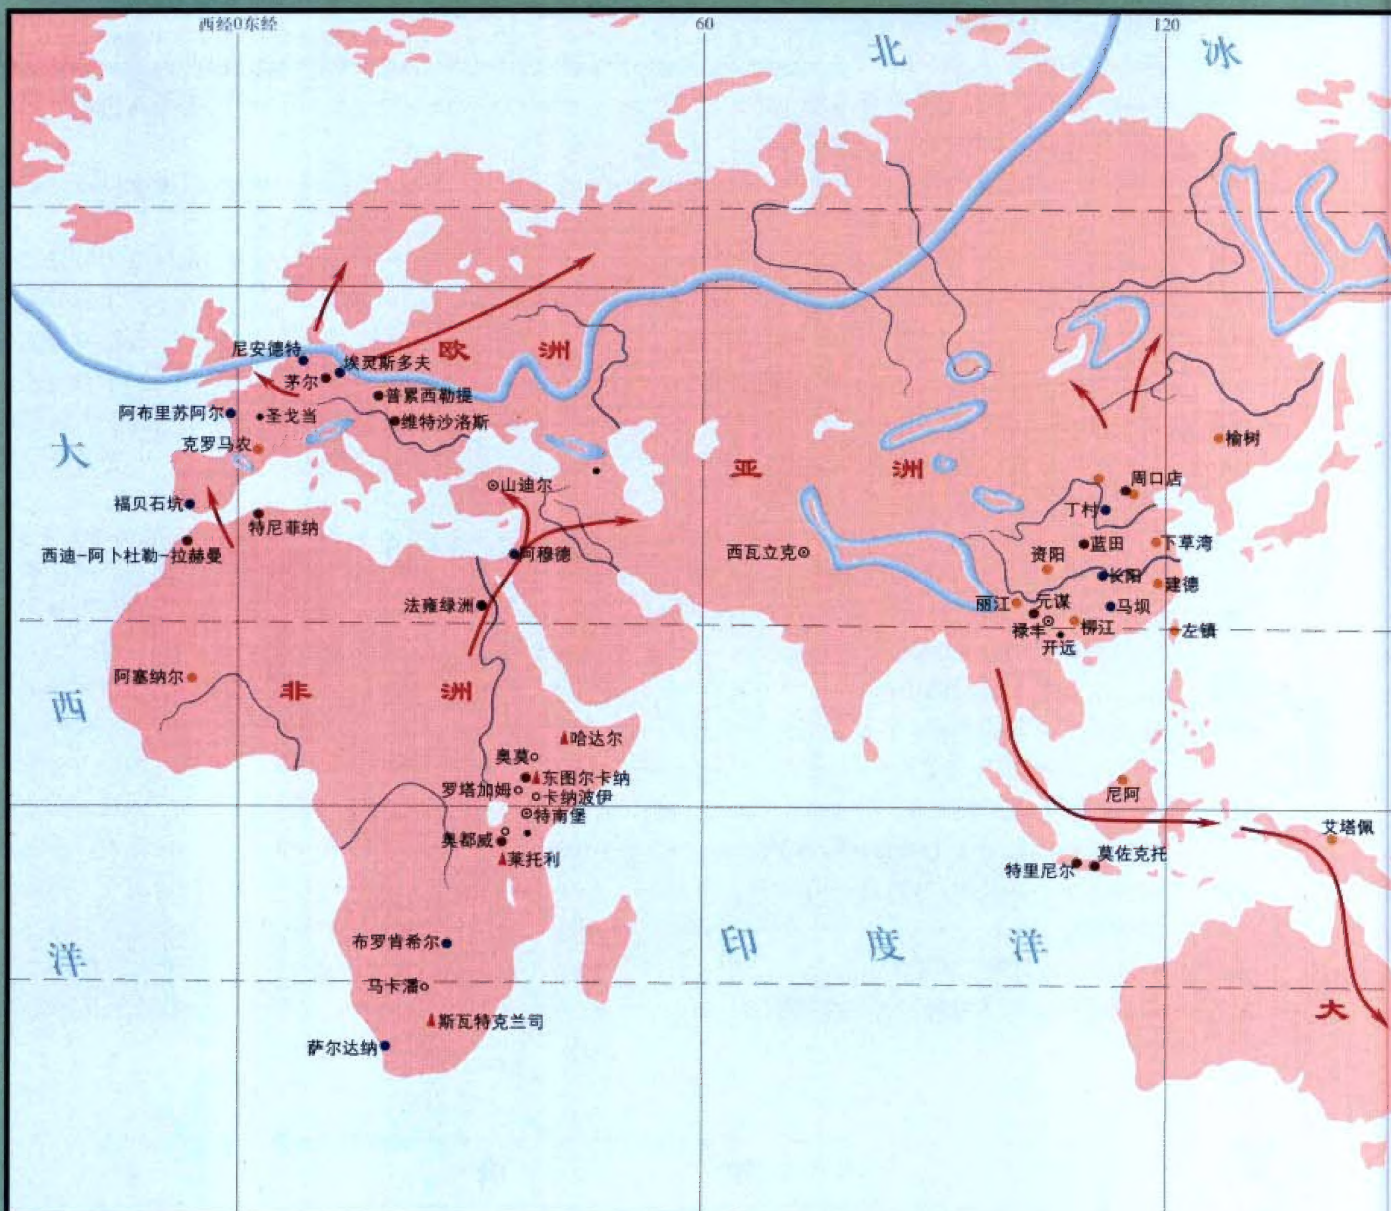 西经0东经
60
120
北
冰
尼安德特
埃灵斯多夫
欧
洲
茅尔
普累西勒提
阿布里苏阿尔
圣戈当
维特沙洛斯
克罗马农
榆树
大
亚
洲
山迪尔
周口店
福贝石坑
丁村
特尼菲纳
西迪-阿卜杜勒-拉赫曼
阿穆德
西瓦立克
蓝田
下草湾
资阳
长阳
建德
法雍绿洲
丽江
元谋
马坝
禄丰
柳江
左镇
开远
阿塞纳尔
非
洲
西
哈达尔
奥莫
东图尔卡纳
罗塔加姆
卡纳波伊
尼阿
特南堡
艾塔佩
奥都威
莱托利
莫佐克托
特里尼尔
布罗肯希尔
印
度
洋
洋
马卡潘
斯瓦特克兰司
大
萨尔达纳